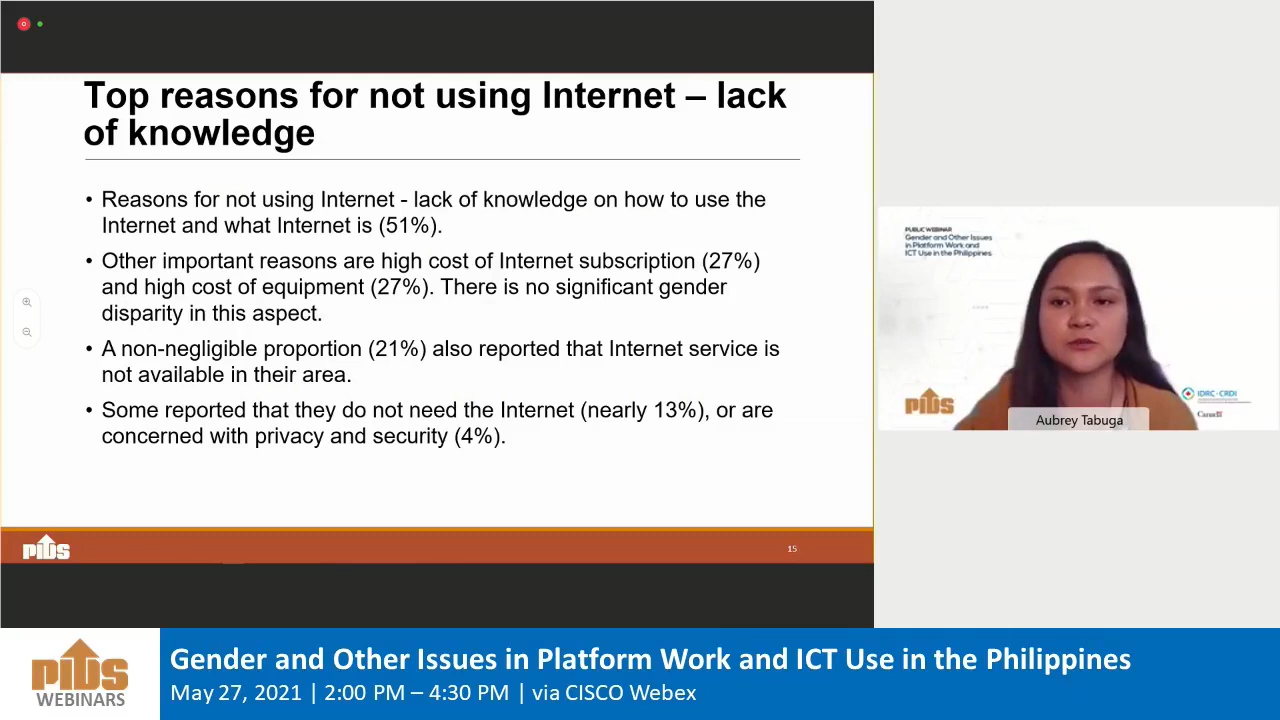 Top reasons for not using Internet – lack
of knowledge
• Reasons for not using Internet - lack of knowledge on how to use the
Internet and what Internet is (51%).
• Other important reasons are high cost of Internet subscription (27%)
and high cost of equipment (27%). There is no significant gender
disparity in this aspect.
• A non-negligible proportion (21%) also reported that Internet service is
not available in their area.
• Some reported that they do not need the Internet (nearly 13%), or are
concerned with privacy and security (4%).
PIDS
15
PUBLIC WEBINAR
Gender and Other Issues
in Platform Work and
ICT Use in the Philippines
PIDS
IDRC · CRDI
Canada
Aubrey Tabuga
PIDS
WEBINARS
Gender and Other Issues in Platform Work and ICT Use in the Philippines
May 27, 2021 | 2:00 PM – 4:30 PM | via CISCO Webex